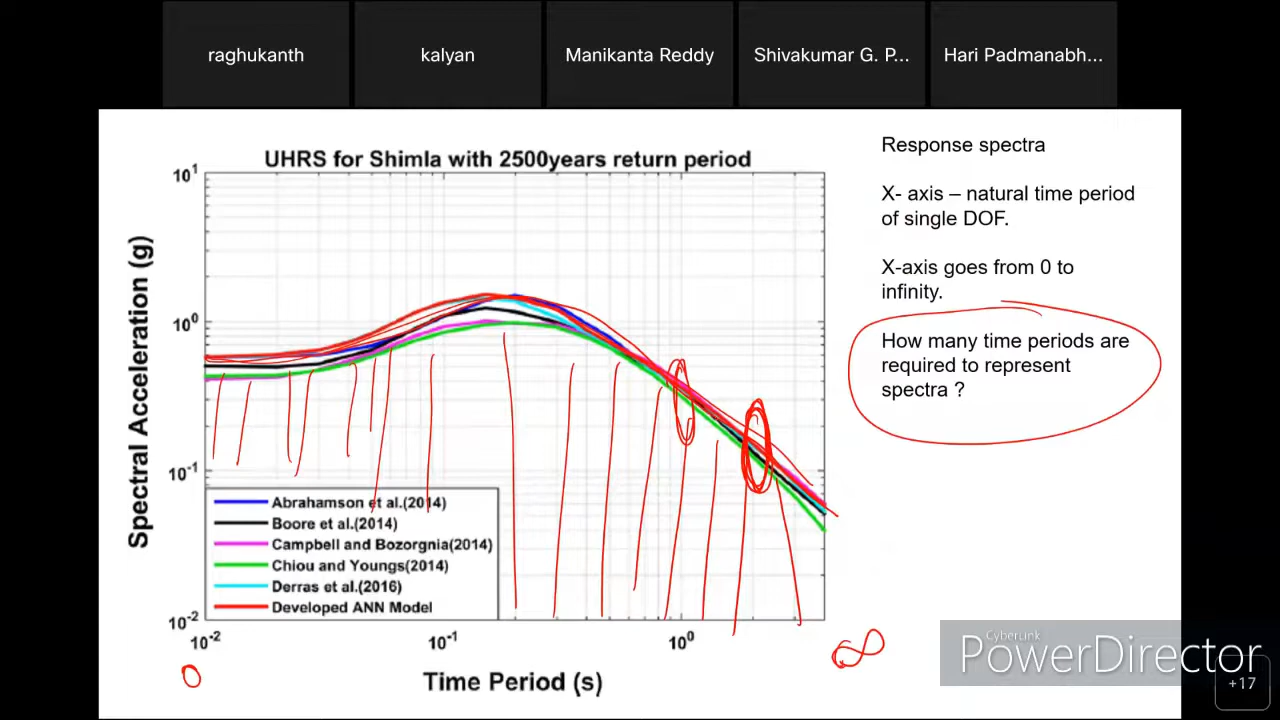 raghukanth
kalyan
Manikanta Reddy
Shivakumar G. P...
Hari Padmanabh...
UHRS for Shimla with 2500years return period
10¹
10⁰
10⁻¹
10⁻²
Spectral Acceleration (g)
Abrahamson et al.(2014)
Boore et al.(2014)
Campbell and Bozorgnia(2014)
Chiou and Youngs(2014)
Derras et al.(2016)
Developed ANN Model
10⁻²
10⁻¹
10⁰
0
∞
Time Period (s)
Response spectra
X- axis – natural time period
of single DOF.
X-axis goes from 0 to
infinity.
How many time periods are
required to represent
spectra ?
CyberLink
PowerDirector
+17